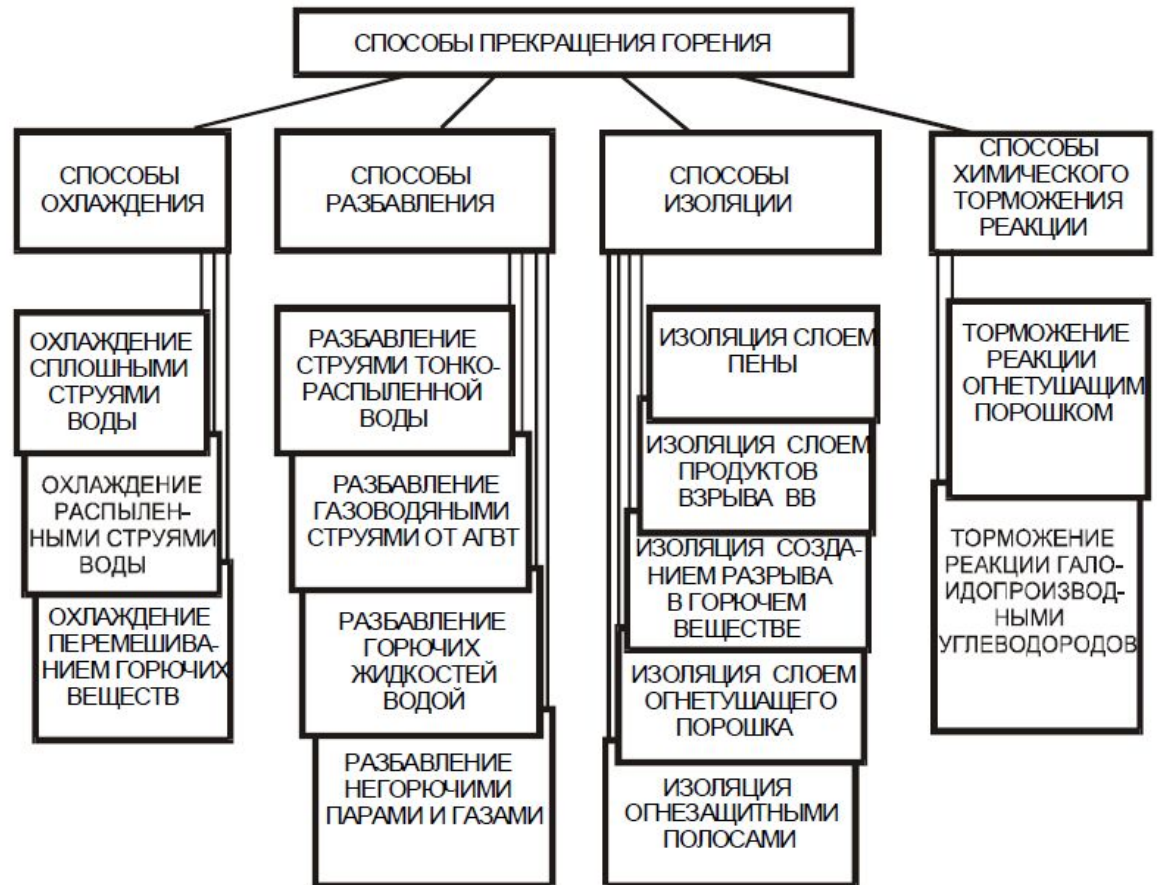 СПОСОБЫ ПРЕКРАЩЕНИЯ ГОРЕНИЯ
СПОСОБЫ
ОХЛАЖДЕНИЯ
СПОСОБЫ
РАЗБАВЛЕНИЯ
СПОСОБЫ
ИЗОЛЯЦИИ
СПОСОБЫ
ХИМИЧЕСКОГО
ТОРМОЖЕНИЯ
РЕАКЦИИ
ОХЛАЖДЕНИЕ
СПЛОШНЫМИ
СТРУЯМИ
ВОДЫ
ОХЛАЖДЕНИЕ
РАСПЫЛЕН-
НЫМИ СТРУЯМИ
ВОДЫ
ОХЛАЖДЕНИЕ
ПЕРЕМЕШИВА-
НИЕМ ГОРЮЧИХ
ВЕЩЕСТВ
РАЗБАВЛЕНИЕ
СТРУЯМИ ТОНКО-
РАСПЫЛЕННОЙ
ВОДЫ
РАЗБАВЛЕНИЕ
ГАЗОВОДЯНЫМИ
СТРУЯМИ ОТ АГВТ
РАЗБАВЛЕНИЕ
ГОРЮЧИХ
ЖИДКОСТЕЙ
ВОДОЙ
РАЗБАВЛЕНИЕ
НЕГОРЮЧИМИ
ПАРАМИ И ГАЗАМИ
ИЗОЛЯЦИЯ СЛОЕМ
ПЕНЫ
ИЗОЛЯЦИЯ СЛОЕМ
ПРОДУКТОВ
ВЗРЫВА ВВ
ИЗОЛЯЦИЯ СОЗДА-
НИЕМ РАЗРЫВА
В ГОРЮЧЕМ
ВЕЩЕСТВЕ
ИЗОЛЯЦИЯ СЛОЕМ
ОГНЕТУШАЩЕГО
ПОРОШКА
ИЗОЛЯЦИЯ
ОГНЕЗАЩИТНЫМИ
ПОЛОСАМИ
ТОРМОЖЕНИЕ
РЕАКЦИИ
ОГНЕТУШАЩИМ
ПОРОШКОМ
ТОРМОЖЕНИЕ
РЕАКЦИИ ГАЛО-
ИДОПРОИЗВОД-
НЫМИ
УГЛЕВОДОРОДОВ